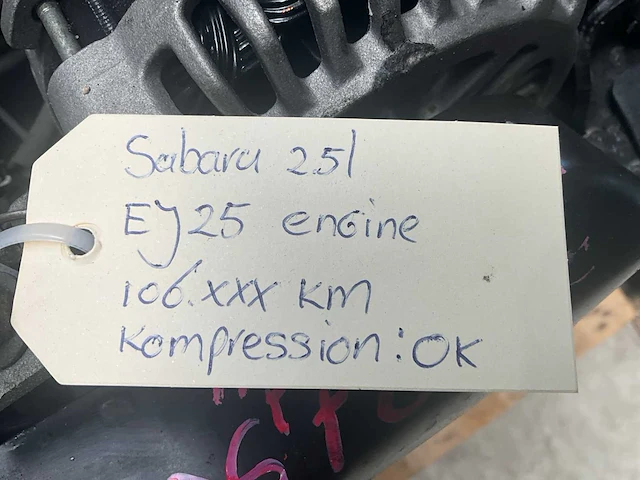 Sabaru 2.5l
EJ25 engine
106.xxx km
Kompression: OK